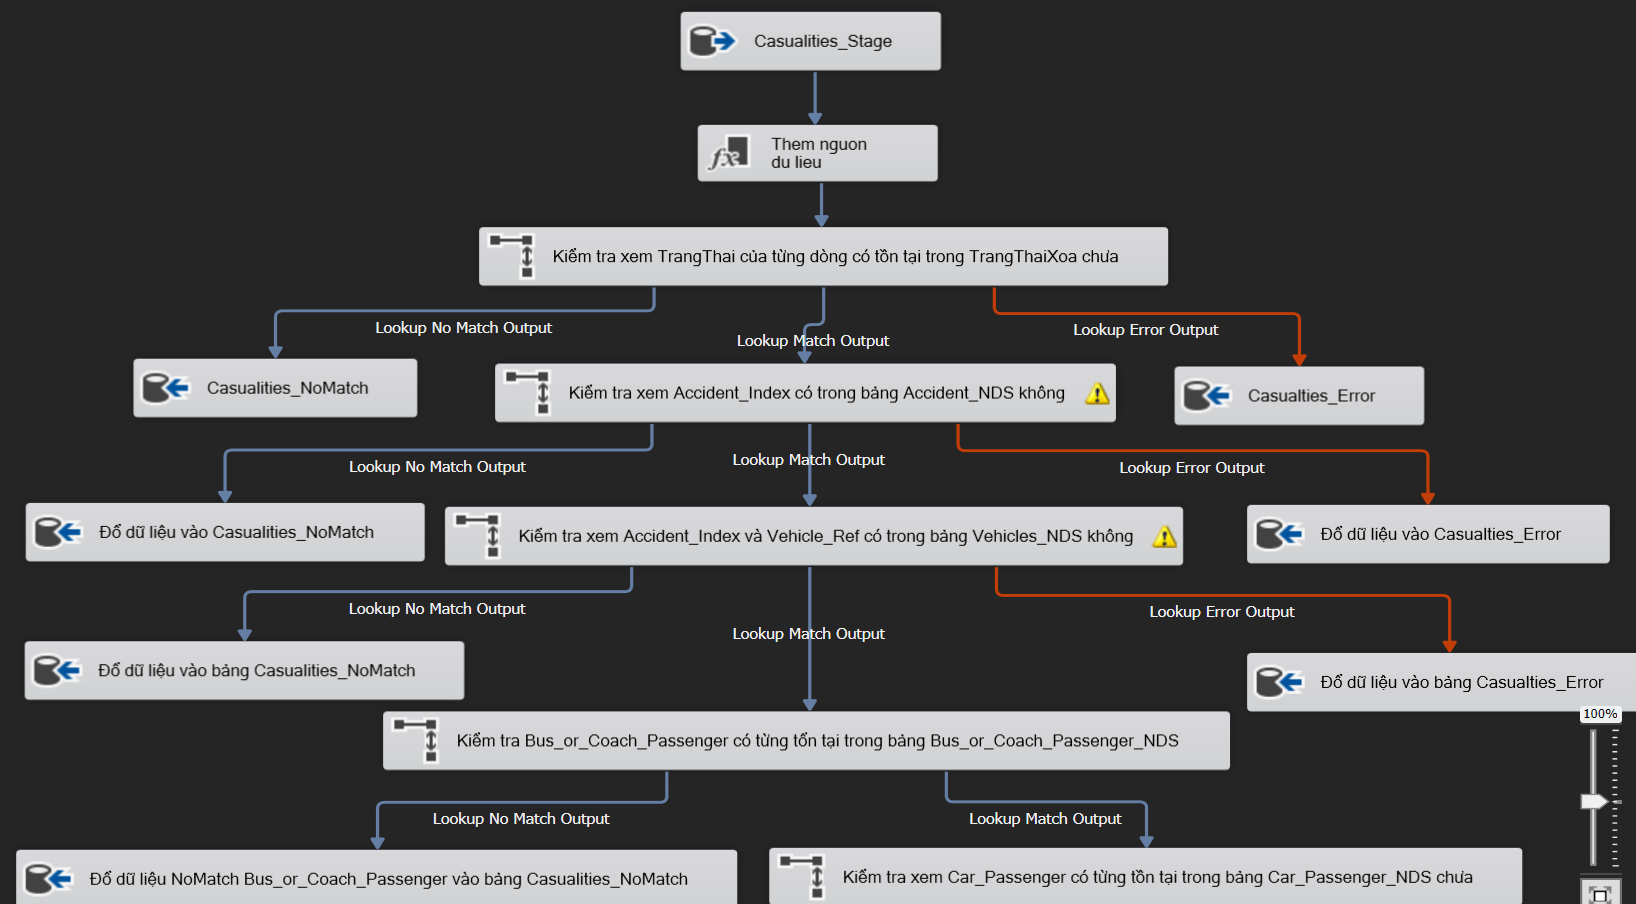 Casualities_Stage
Them nguon
du lieu
Kiểm tra xem TrangThai của từng dòng có tồn tại trong TrangThaiXoa chưa
Lookup No Match Output
Lookup Match Output
Lookup Error Output
Casualities_NoMatch
Kiểm tra xem Accident_Index có trong bảng Accident_NDS không
Casualties_Error
Lookup No Match Output
Lookup Match Output
Lookup Error Output
Đổ dữ liệu vào Casualities_NoMatch
Kiểm tra xem Accident_Index và Vehicle_Ref có trong bảng Vehicles_NDS không
Đổ dữ liệu vào Casualties_Error
Lookup No Match Output
Lookup Match Output
Lookup Error Output
Đổ dữ liệu vào bảng Casualities_NoMatch
Đổ dữ liệu vào bảng Casualties_Error
100%
Kiểm tra Bus_or_Coach_Passenger có từng tổn tại trong bảng Bus_or_Coach_Passenger_NDS
Lookup No Match Output
Lookup Match Output
Đổ dữ liệu NoMatch Bus_or_Coach_Passenger vào bảng Casualities_NoMatch
Kiểm tra xem Car_Passenger có từng tồn tại trong bảng Car_Passenger_NDS chưa